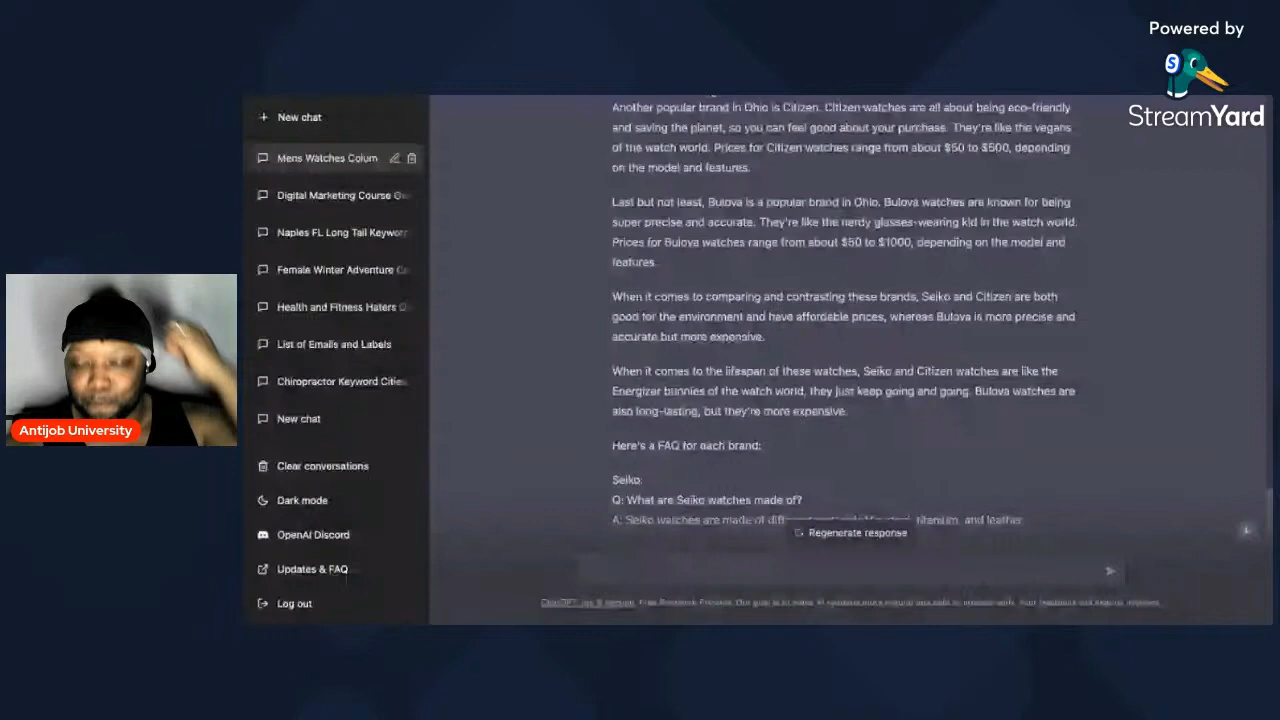 Powered by
StreamYard
New chat
Mens Watches Colum
Digital Marketing Course
Naples FL Long Tail Keywor
Female Winter Adventure
Health and Fitness Haters
List of Emails and Labels
Chiropractor Keyword Cities
New chat
Clear conversations
Dark mode
OpenAI Discord
Updates & FAQ
Log out
Another popular brand in Ohio is Citizen. Citizen watches are all about being eco-friendly
and saving the planet, so you can feel good about your purchase. They're like the vegans
of the watch world. Prices for Citizen watches range from about $50 to $500, depending
on the model and features.
Last but not least, Bulova is a popular brand in Ohio. Bulova watches are known for being
super precise and accurate. They're like the nerdy glasses-wearing kid in the watch world.
Prices for Bulova watches range from about $50 to $1000, depending on the model and
features.
When it comes to comparing and contrasting these brands, Seiko and Citizen are both
good for the environment and have affordable prices, whereas Bulova is more precise and
accurate but more expensive.
When it comes to the lifespan of these watches, Seiko and Citizen watches are like the
Energizer bunnies of the watch world, they just keep going and going. Bulova watches are
also long-lasting, but they're more expensive.
Here's a FAQ for each brand:
Seiko:
Q: What are Seiko watches made of?
A: Seiko watches are made of titanium, and leather.
Regenerate response
Antijob University